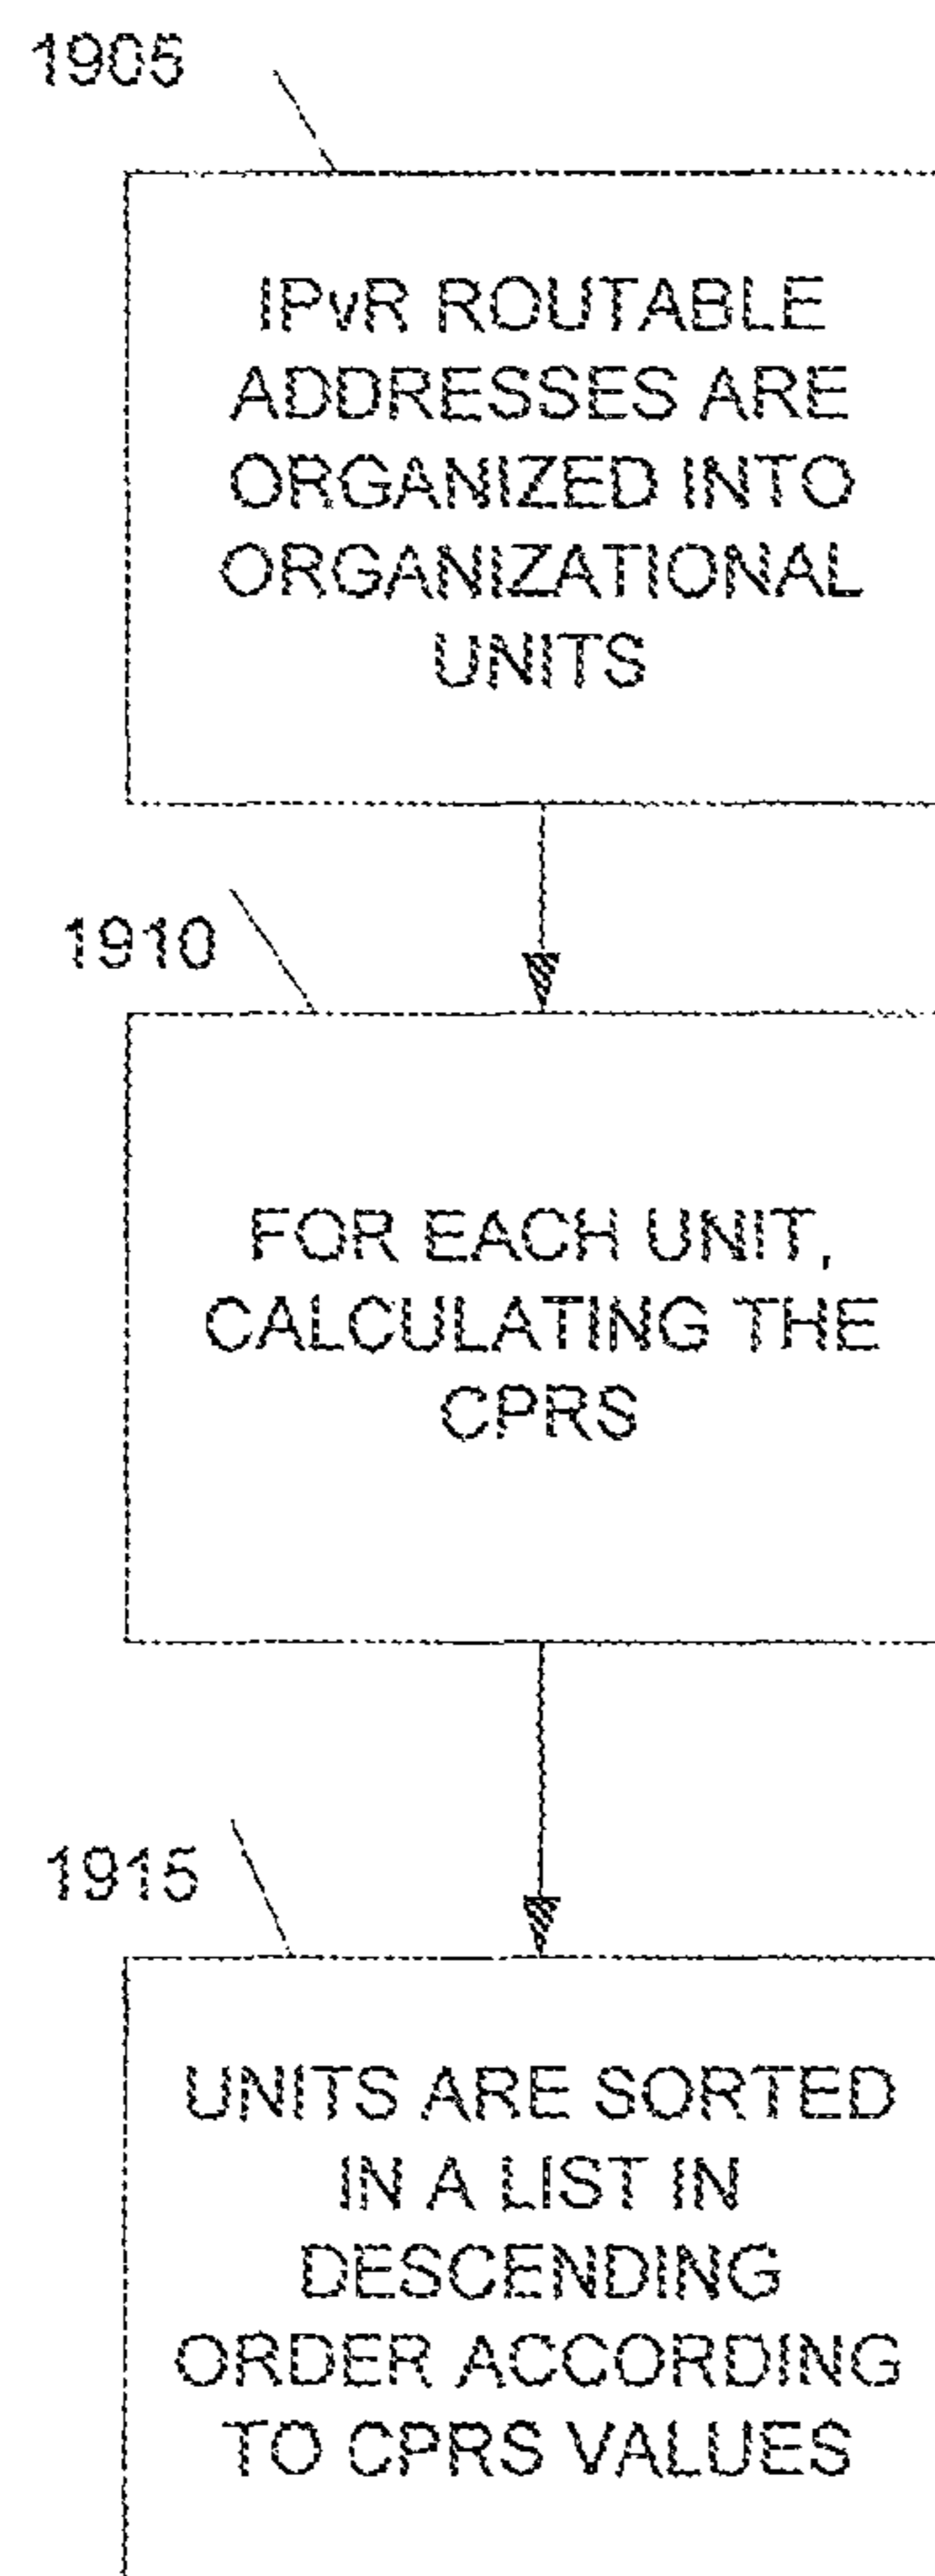 1905
IPvR ROUTABLE
ADDRESSES ARE
ORGANIZED INTO
ORGANIZATIONAL
UNITS
1910
FOR EACH UNIT,
CALCULATING THE
CPRS
1915
UNITS ARE SORTED
IN A LIST IN
DESCENDING
ORDER ACCORDING
TO CPRS VALUES